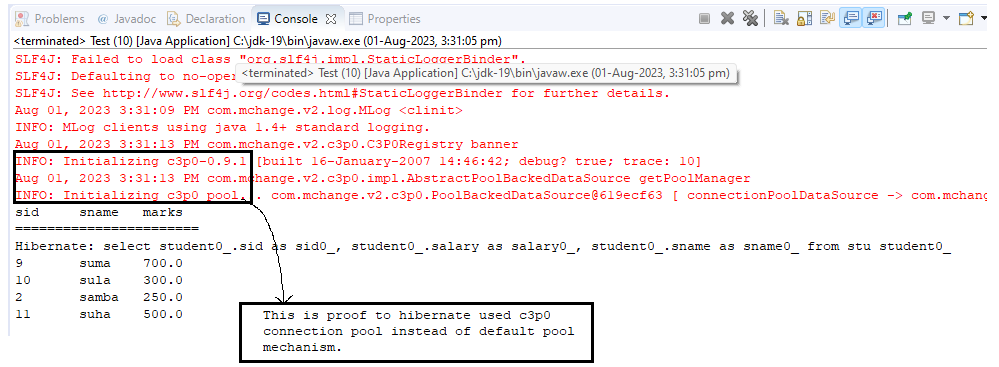 Problems @ Javadoc Declaration Console Properties
<terminated> Test (10) [Java Application] C:\jdk-19\bin\javaw.exe (01-Aug-2023, 3:31:05 pm)
SLF4J: Failed to load class "org.slf4j.impl.StaticLoggerBinder".
SLF4J: Defaulting to no-oper
<terminated> Test (10) [Java Application] C:\jdk-19\bin\javaw.exe (01-Aug-2023, 3:31:05 pm)
SLF4J: See http://www.slf4j.org/codes.html#StaticLoggerBinder for further details.
Aug 01, 2023 3:31:09 PM com.mchange.v2.log.MLog <clinit>
INFO: MLog clients using java 1.4+ standard logging.
Aug 01, 2023 3:31:13 PM com.mchange.v2.c3p0.C3P0Registry banner
INFO: Initializing c3p0-0.9.1 [built 16-January-2007 14:46:42; debug? true; trace: 10]
Aug 01, 2023 3:31:13 PM com.mchange.v2.c3p0.impl.AbstractPoolBackedDataSource getPoolManager
INFO: Initializing c3p0 pool... com.mchange.v2.c3p0.PoolBackedDataSource@619ecf63 [ connectionPoolDataSource -> com.mchang
sid sname marks
=======================
Hibernate: select student0_.sid as sid0_, student0_.salary as salary0_, student0_.sname as sname0_ from stu student0_
9 suma 700.0
10 sula 300.0
2 samba 250.0
11 suha 500.0
This is proof to hibernate used c3p0
connection pool instead of default pool
mechanism.